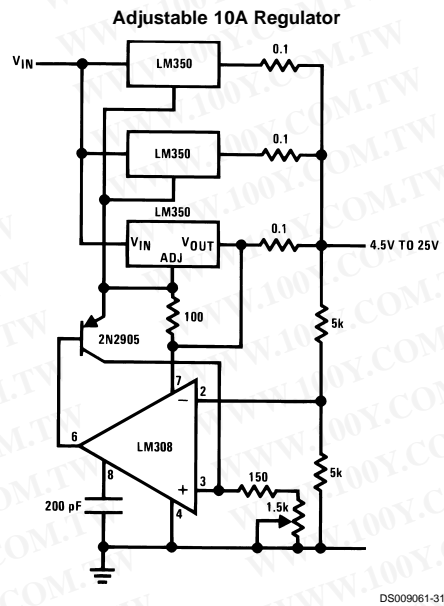 Adjustable 10A Regulator
VIN
LM350
0.1
LM350
0.1
LM350
VIN
VOUT
ADJ
0.1
4.5V TO 25V
100
5k
2N2905
7
2
6
LM308
8
3
150
5k
1.5k
200 pF
4
DS009061-31
WWW.100Y.COM.TW